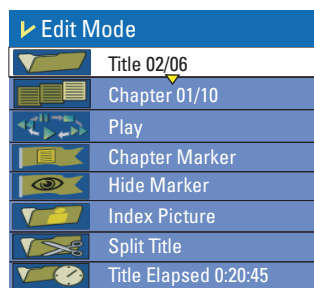 Edit Mode
Title 02/06
Chapter 01/10
Play
Chapter Marker
Hide Marker
Index Picture
Split Title
Title Elapsed 0:20:45